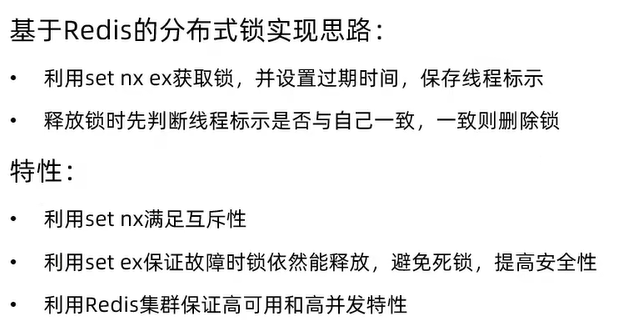 基于Redis的分布式锁实现思路：
• 利用set nx ex获取锁，并设置过期时间，保存线程标示
• 释放锁时先判断线程标示是否与自己一致，一致则删除锁
特性：
• 利用set nx满足互斥性
• 利用set ex保证故障时锁依然能释放，避免死锁，提高安全性
• 利用Redis集群保证高可用和高并发特性